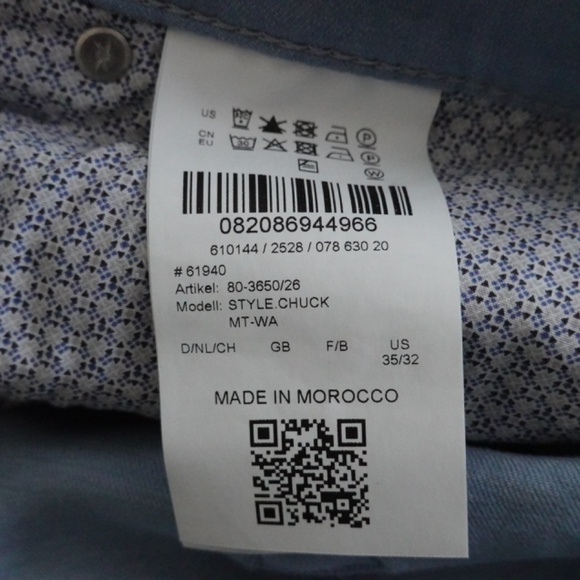 US
CN
EU
30
P
P
W
082086944966
610144 / 2528 / 078 630 20
# 61940
Artikel: 80-3650/26
Modell: STYLE.CHUCK
MT-WA
D/NL/CH GB F/B US
35/32
MADE IN MOROCCO